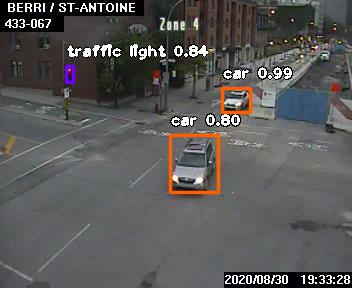 BERRI / ST-ANTOINE
433-067
Zone 4
traffic light 0.84
car 0.99
car 0.80
2020/08/30 19:33:28